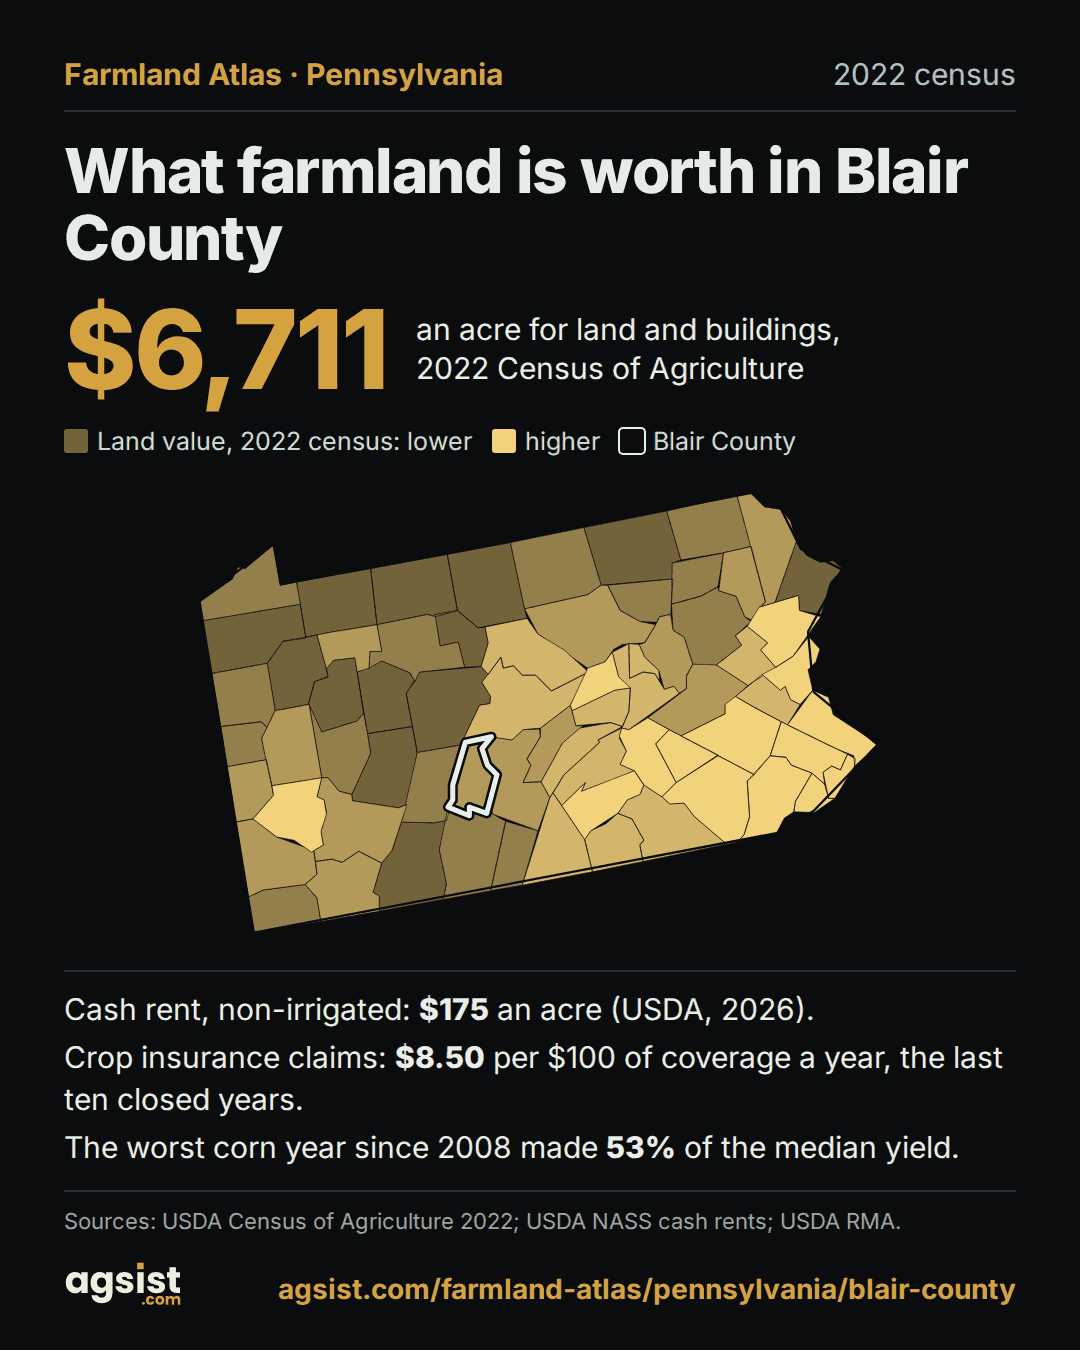 Farmland Atlas · Pennsylvania
2022 census
What farmland is worth in Blair
County
$6,711
an acre for land and buildings,
2022 Census of Agriculture
Land value, 2022 census: lower
higher
Blair County
Cash rent, non-irrigated: $175 an acre (USDA, 2026).
Crop insurance claims: $8.50 per $100 of coverage a year, the last
ten closed years.
The worst corn year since 2008 made 53% of the median yield.
Sources: USDA Census of Agriculture 2022; USDA NASS cash rents; USDA RMA.
agsist
.com
agsist.com/farmland-atlas/pennsylvania/blair-county